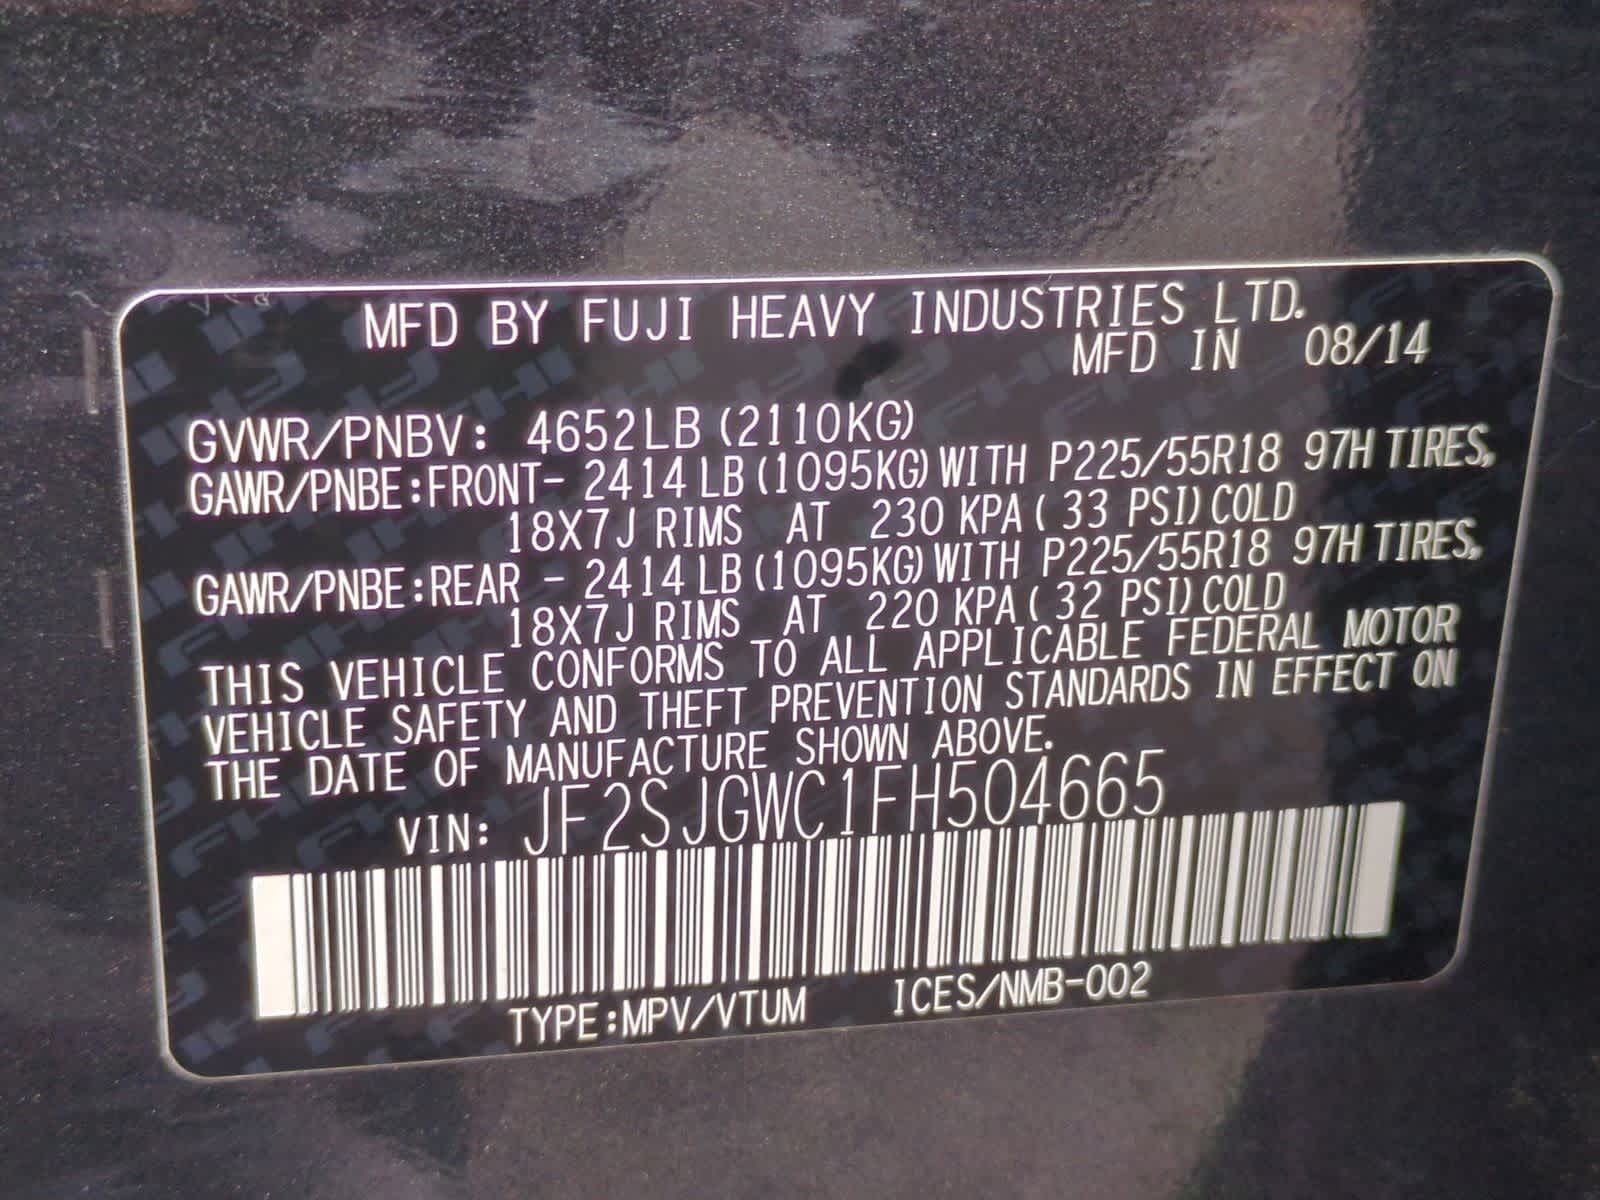 MFD BY FUJI HEAVY INDUSTRIES LTD.
MFD IN 08/14
GVWR/PNBV: 4652LB (2110KG)
GAWR/PNBE:FRONT- 2414 LB (1095KG) WITH P225/55R18 97H TIRES,
18X7J RIMS AT 230 KPA ( 33 PSI) COLD
GAWR/PNBE:REAR - 2414 LB (1095KG) WITH P225/55R18 97H TIRES,
18X7J RIMS AT 220 KPA ( 32 PSI) COLD
THIS VEHICLE CONFORMS TO ALL APPLICABLE FEDERAL MOTOR
VEHICLE SAFETY AND THEFT PREVENTION STANDARDS IN EFFECT ON
THE DATE OF MANUFACTURE SHOWN ABOVE.
VIN: JF2SJGWC1FH504665
TYPE:MPV/VTUM ICES/NMB-002